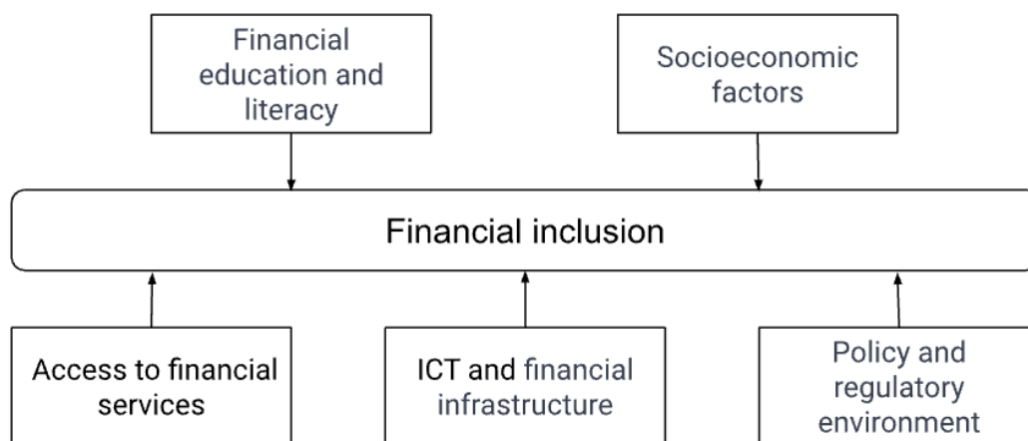 Financial
education and
literacy
Socioeconomic
factors
Financial inclusion
Access to financial
services
ICT and financial
infrastructure
Policy and
regulatory
environment